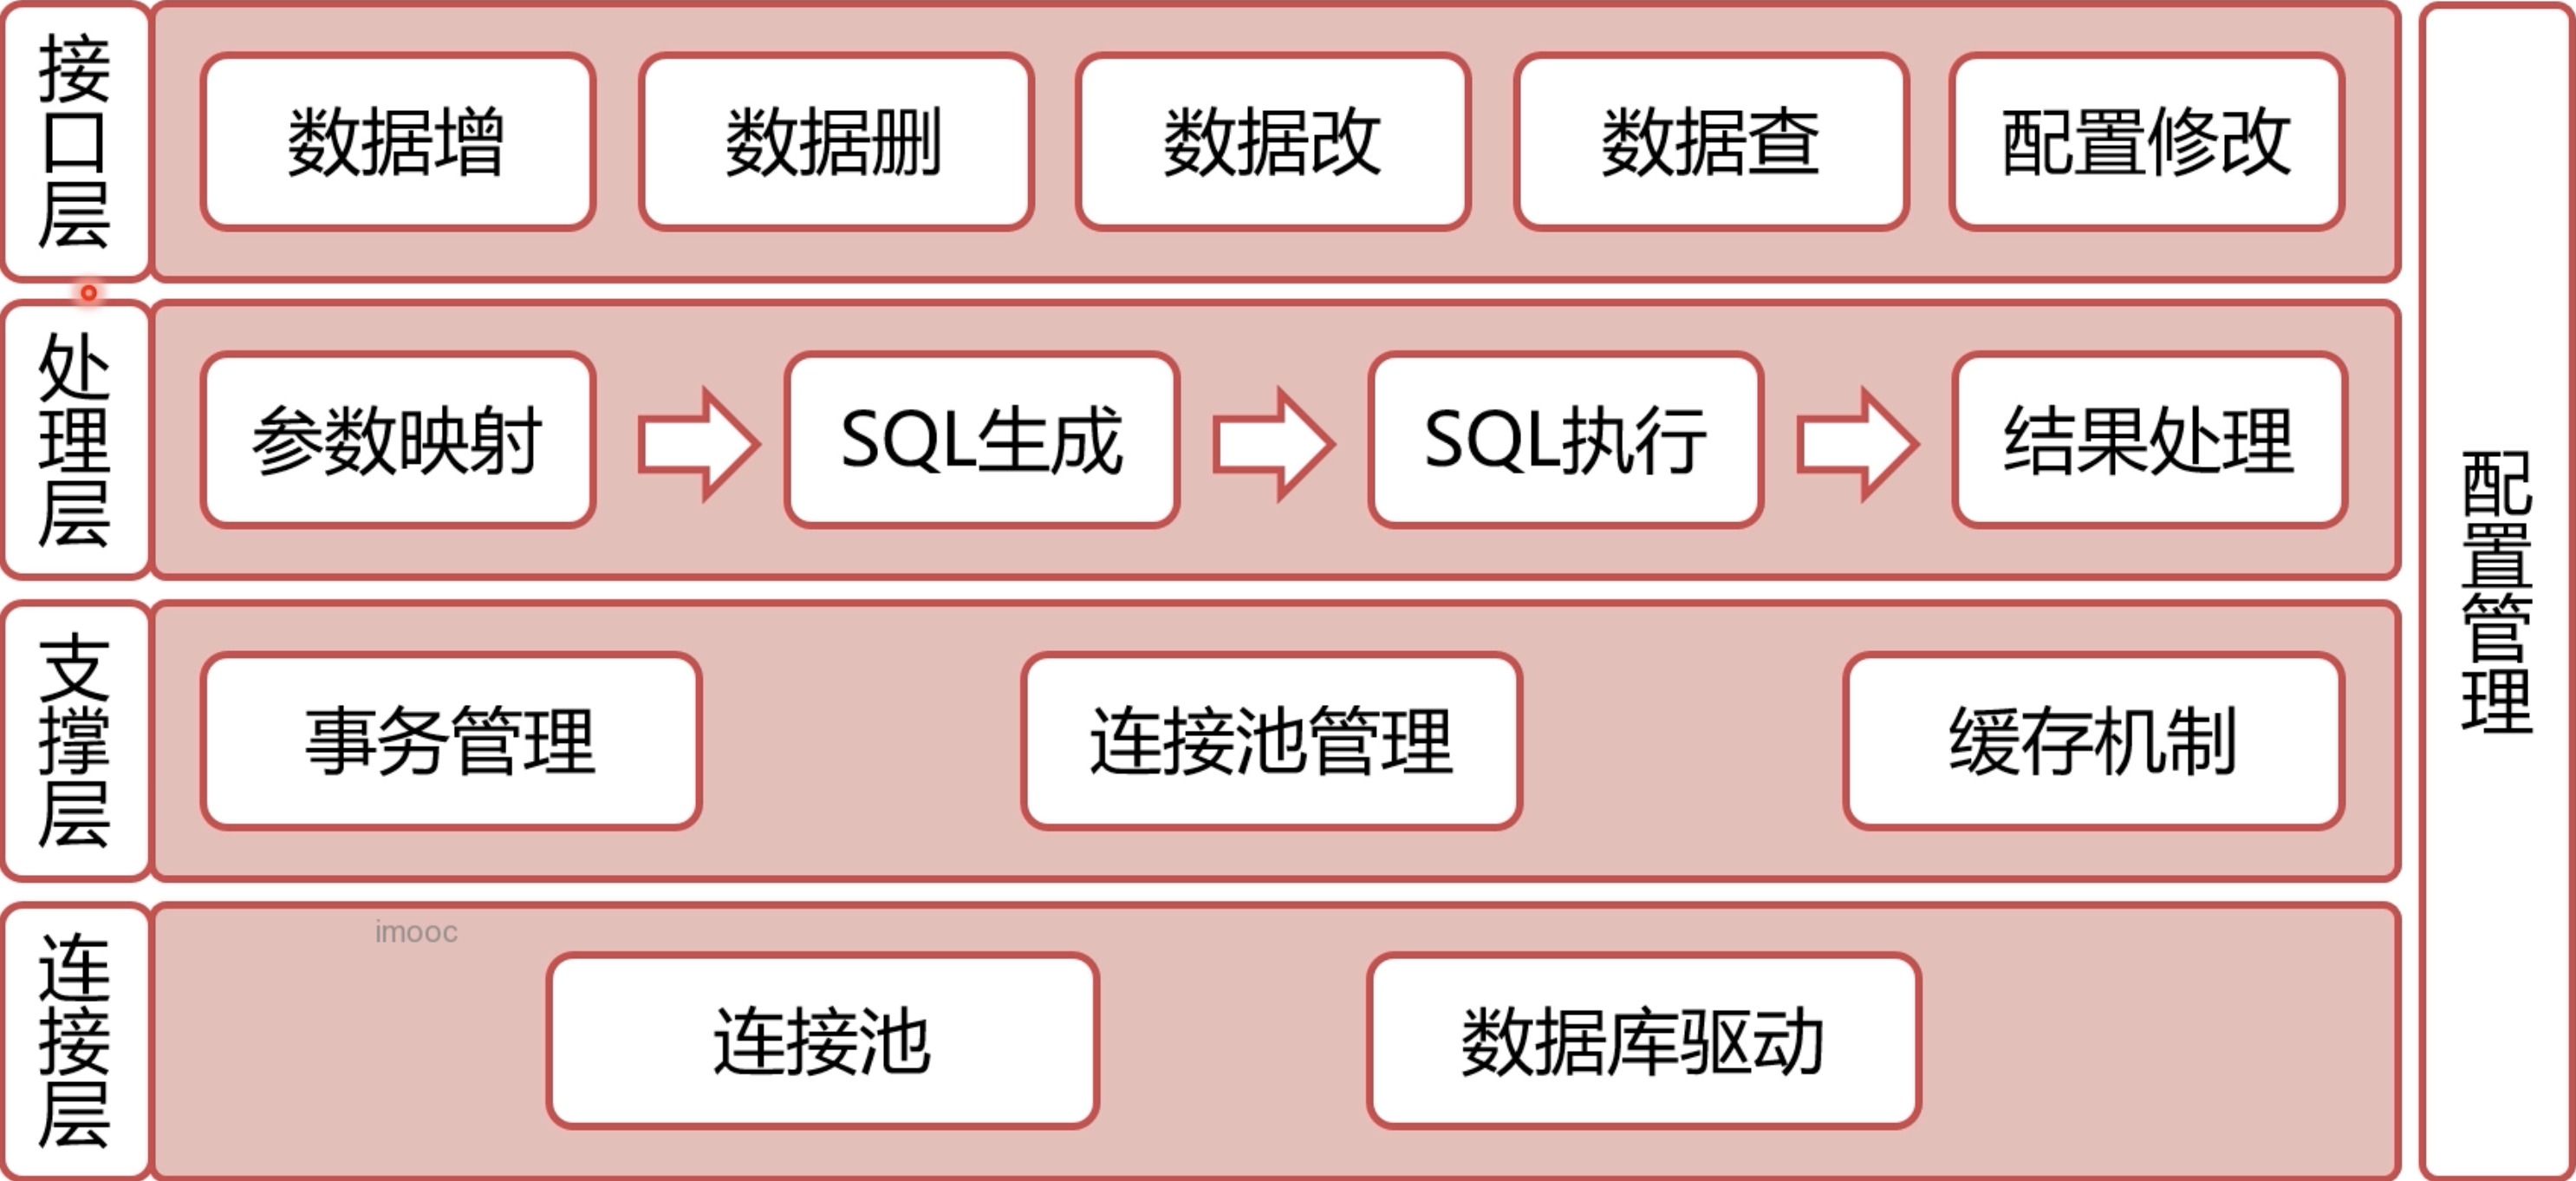 接口层
数据增
数据删
数据改
数据查
配置修改
处理层
参数映射
SQL生成
SQL执行
结果处理
支撑层
事务管理
连接池管理
缓存机制
连接层
imooc
连接池
数据库驱动
配置管理